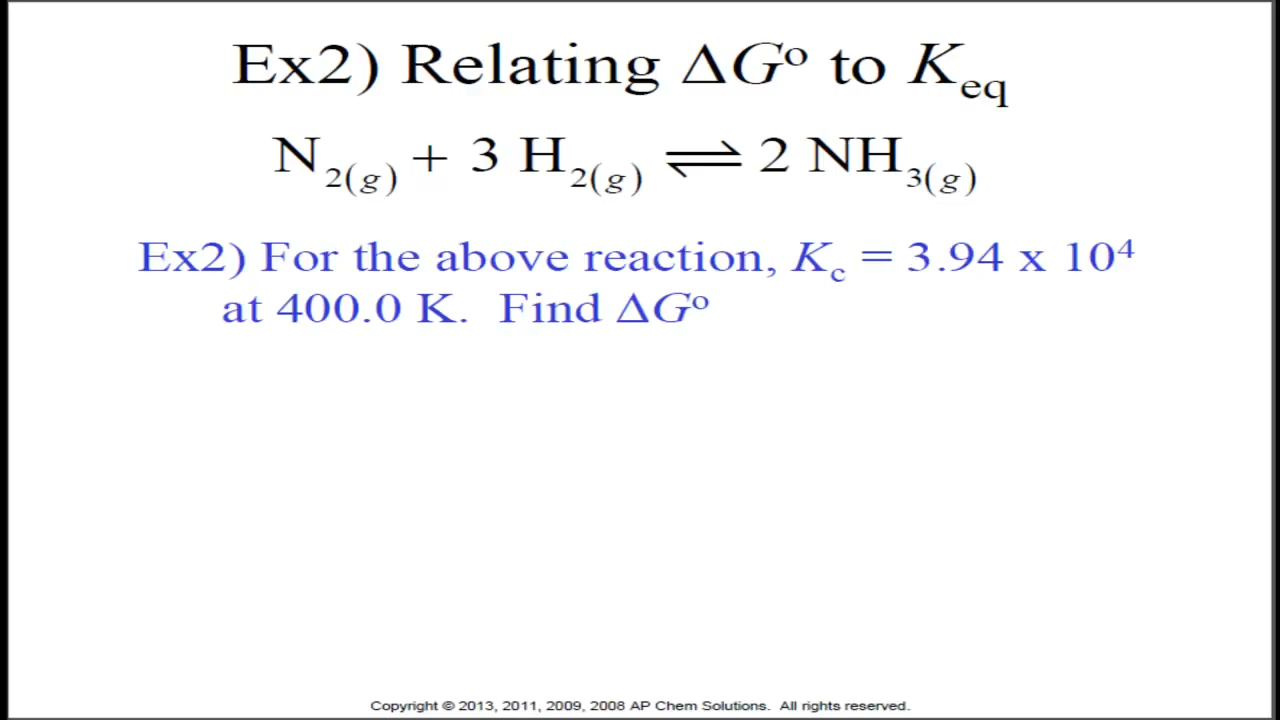 Ex2) Relating ΔG° to Keq
N2(g) + 3 H2(g) ⇌ 2 NH3(g)
Ex2) For the above reaction, Kc = 3.94 x 10⁴
at 400.0 K. Find ΔG°
Copyright © 2013, 2011, 2009, 2008 AP Chem Solutions. All rights reserved.